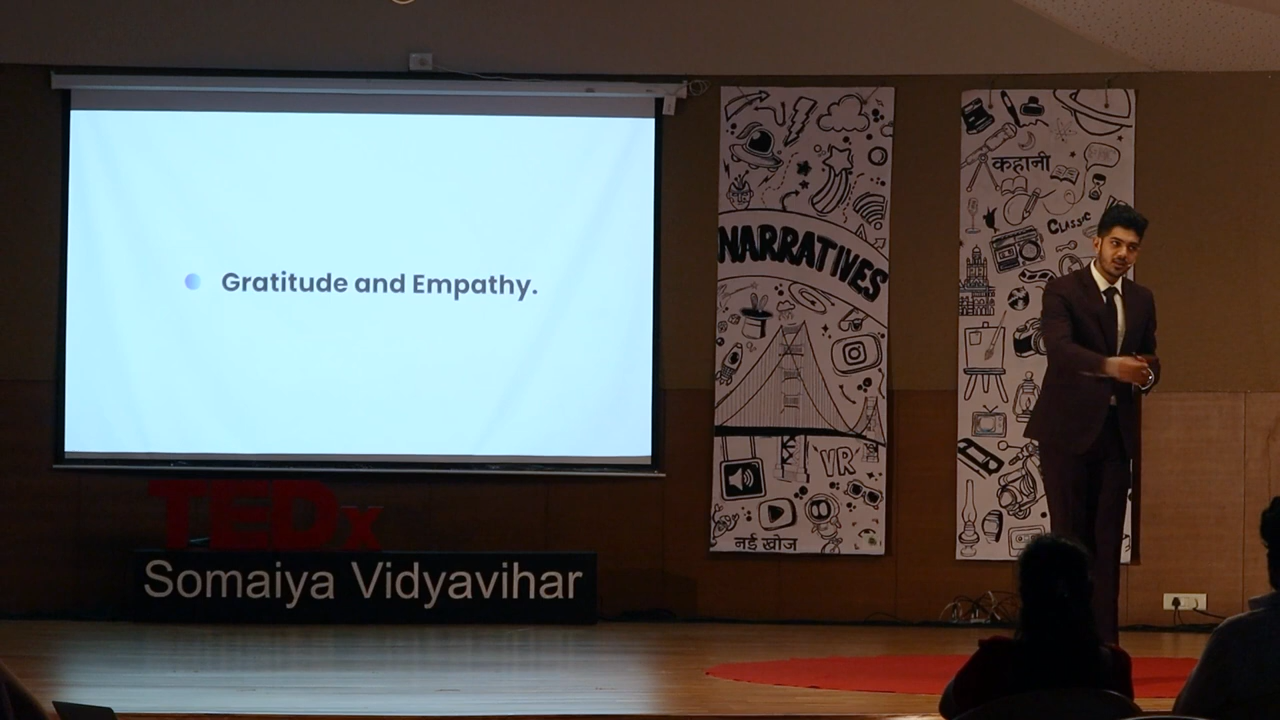 Gratitude and Empathy.
TEDx
Somaiya Vidyavihar
NARRATIVES
VR
नई खोज
कहानी
CLASSIC